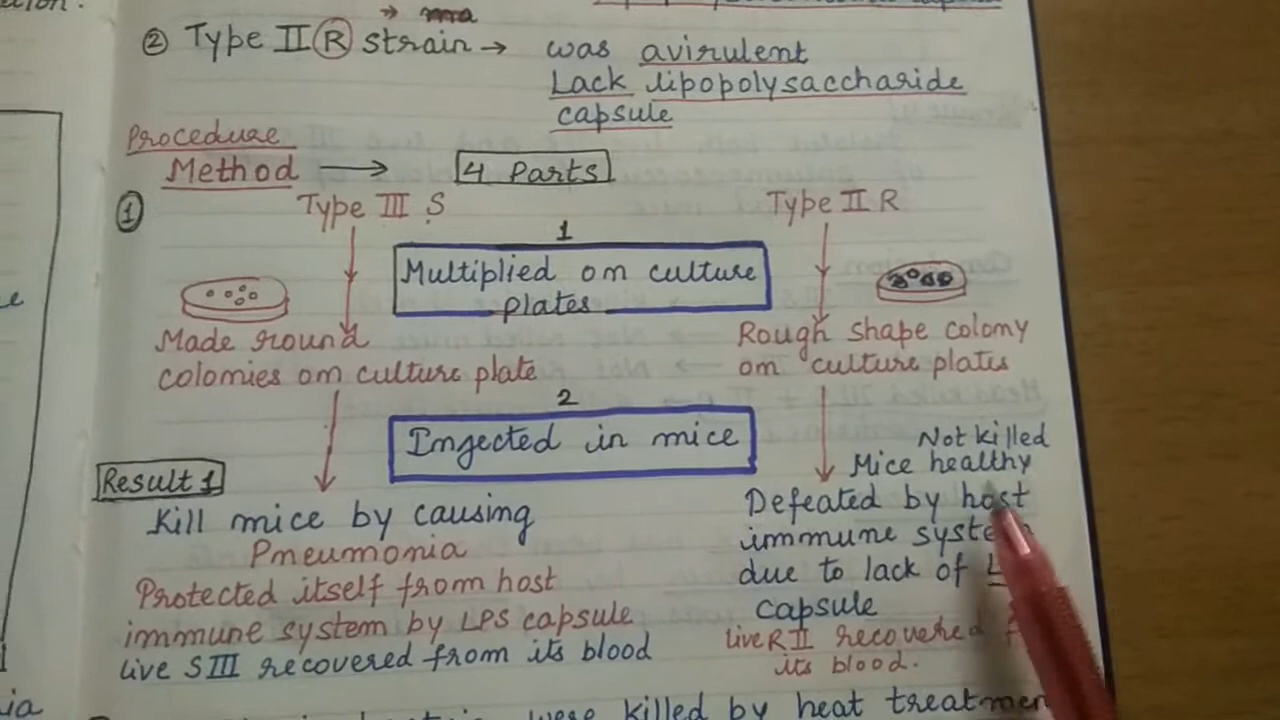 ② Type II Ⓡ strain → was avirulent
Lack lipopolysaccharide
capsule
Procedure
Method → 4 Parts
① Type III S
Type II R
1
Multiplied on culture
plates
Made round
colonies on culture plate
Rough shape colony
on culture plates
2
Injected in mice
Not killed
Mice healthy
Result 1
Kill mice by causing
Pneumonia
Protected itself from host
immune system by LPS capsule
live SIII recovered from its blood
Defeated by host
immune system
due to lack of
capsule
live R II recovered
its blood.
were killed by heat